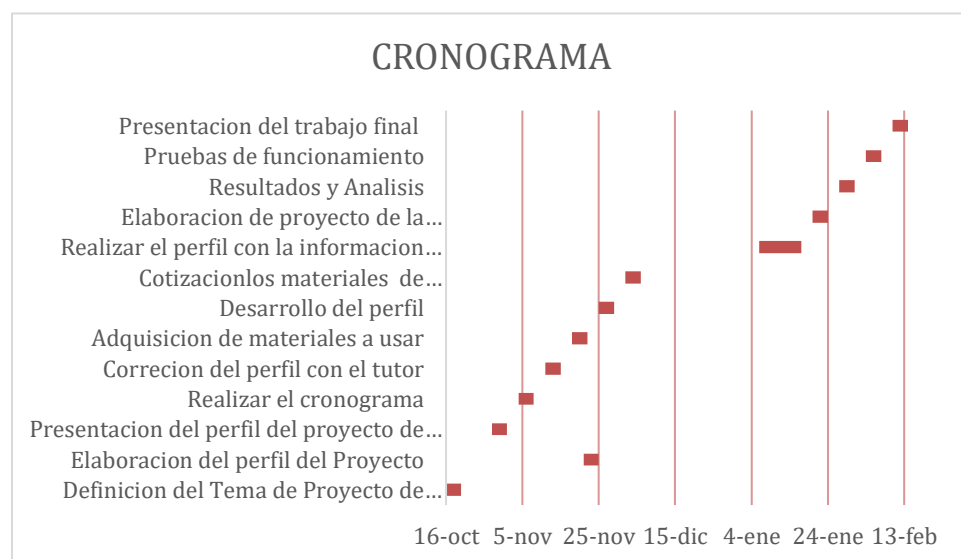 CRONOGRAMA
Presentacion del trabajo final
Pruebas de funcionamiento
Resultados y Analisis
Elaboracion de proyecto de la…
Realizar el perfil con la informacion…
Cotizacionlos materiales de…
Desarrollo del perfil
Adquisicion de materiales a usar
Correcion del perfil con el tutor
Realizar el cronograma
Presentacion del perfil del proyecto de…
Elaboracion del perfil del Proyecto
Definicion del Tema de Proyecto de…
16-oct 5-nov 25-nov 15-dic 4-ene 24-ene 13-feb